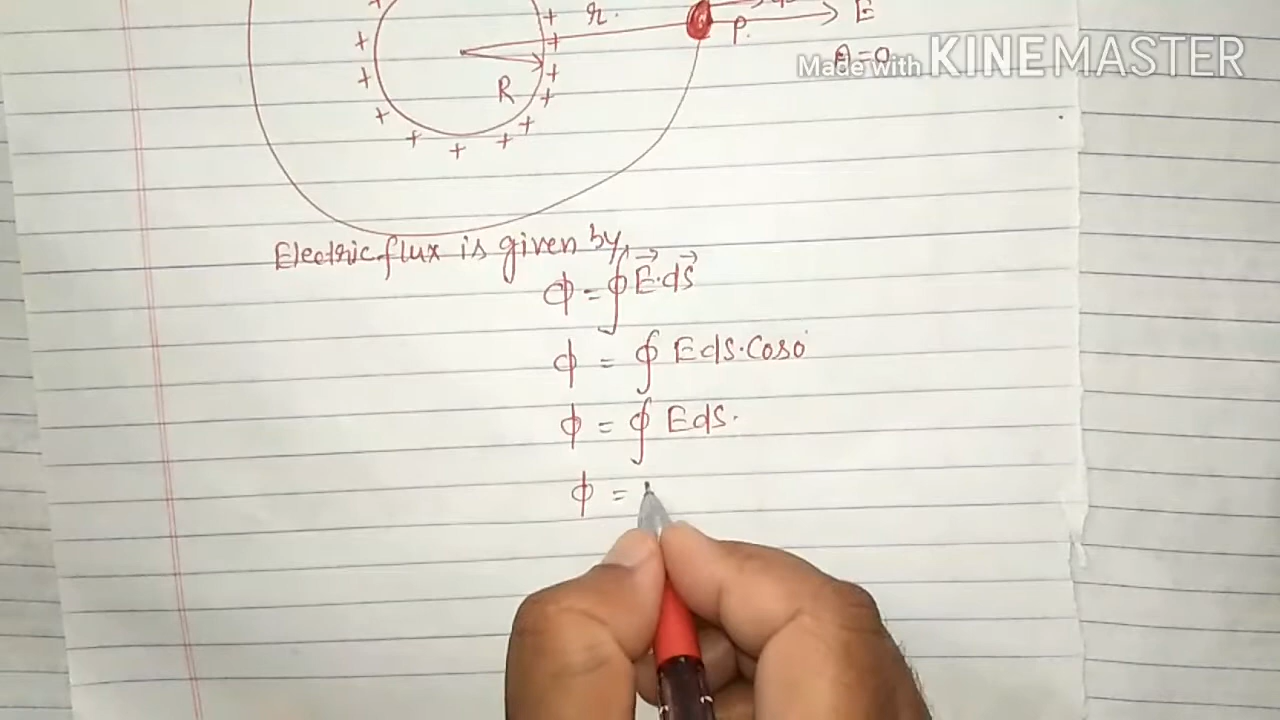 r.
E
P.
θ=0
Made with KINEMASTER
R
Electric flux is given by,
ϕ = ∮ E⃗·ds⃗
ϕ = ∮ Eds·Cos0
ϕ = ∮ Eds.
ϕ =